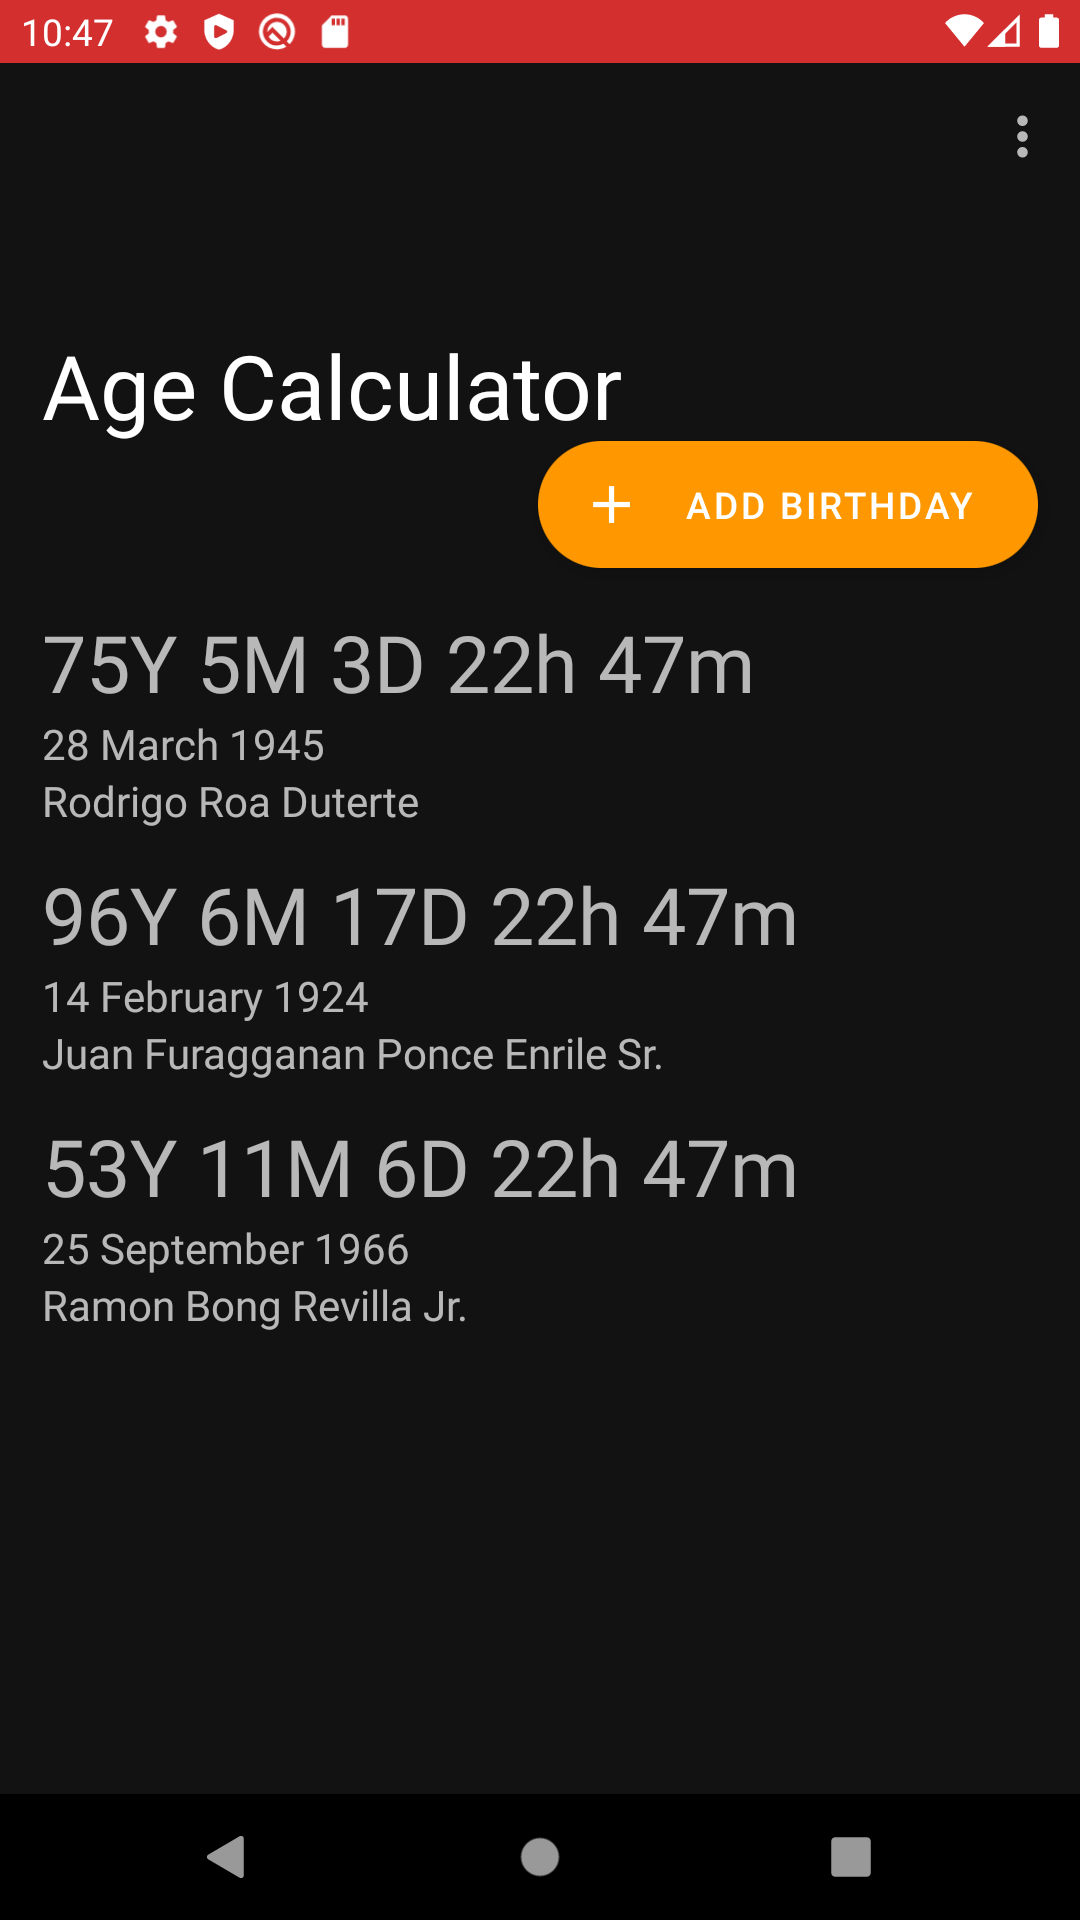 10:47
Age Calculator
ADD BIRTHDAY
75Y 5M 3D 22h 47m
28 March 1945
Rodrigo Roa Duterte
96Y 6M 17D 22h 47m
14 February 1924
Juan Furagganan Ponce Enrile Sr.
53Y 11M 6D 22h 47m
25 September 1966
Ramon Bong Revilla Jr.